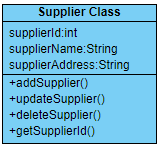 Supplier Class
supplierId:int
supplierName:String
supplierAddress:String
+addSupplier()
+updateSupplier()
+deleteSupplier()
+getSupplierId()